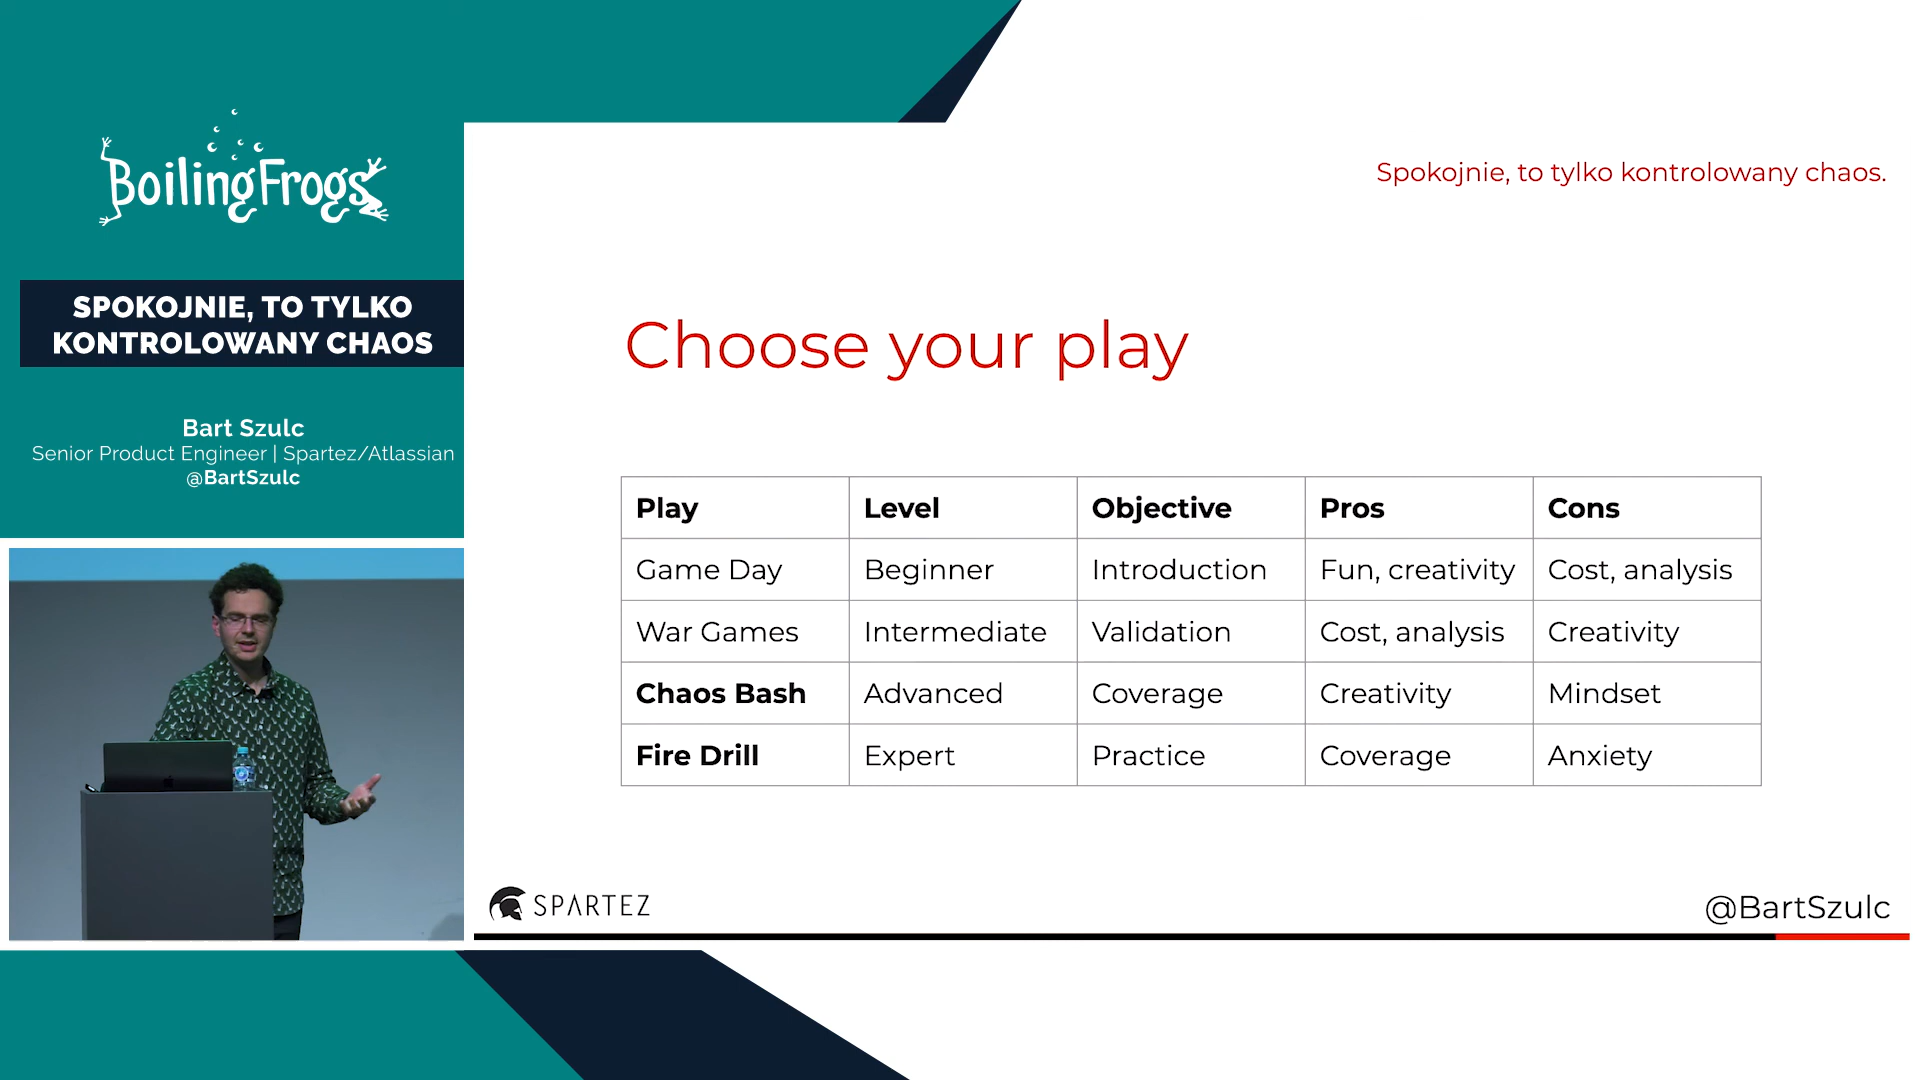 BoilingFrogs
SPOKOJNIE, TO TYLKO
KONTROLOWANY CHAOS
Bart Szulc
Senior Product Engineer | Spartez/Atlassian
@BartSzulc
Spokojnie, to tylko kontrolowany chaos.
Choose your play
Play Level Objective Pros Cons
Game Day Beginner Introduction Fun, creativity Cost, analysis
War Games Intermediate Validation Cost, analysis Creativity
Chaos Bash Advanced Coverage Creativity Mindset
Fire Drill Expert Practice Coverage Anxiety
SPARTEZ
@BartSzulc